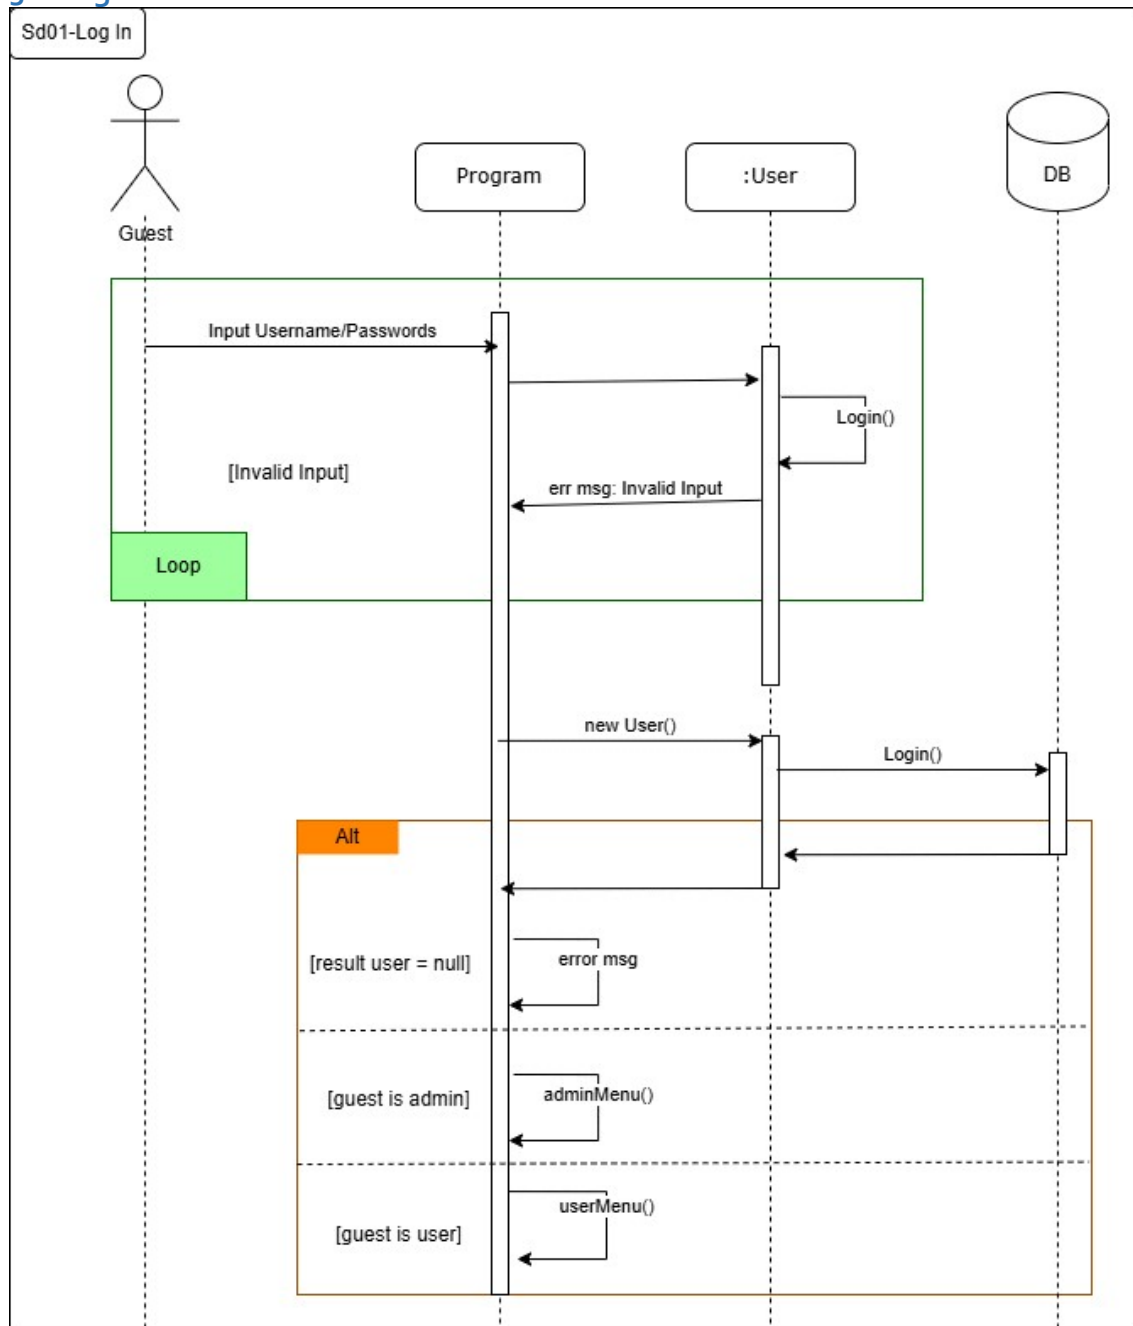 Sd01-Log In
Guest
Program
:User
DB
Input Username/Passwords
Login()
[Invalid Input]
err msg: Invalid Input
Loop
new User()
Login()
Alt
[result user = null]
error msg
[guest is admin]
adminMenu()
userMenu()
[guest is user]